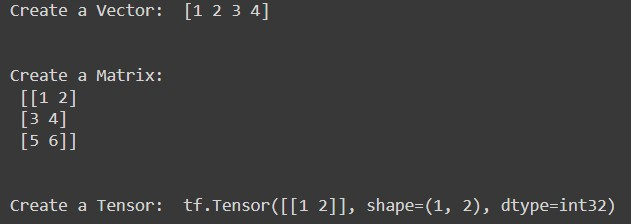 Create a Vector:  [1 2 3 4]
Create a Matrix:
[[1 2]
[3 4]
[5 6]]
Create a Tensor:  tf.Tensor([[1 2]], shape=(1, 2), dtype=int32)